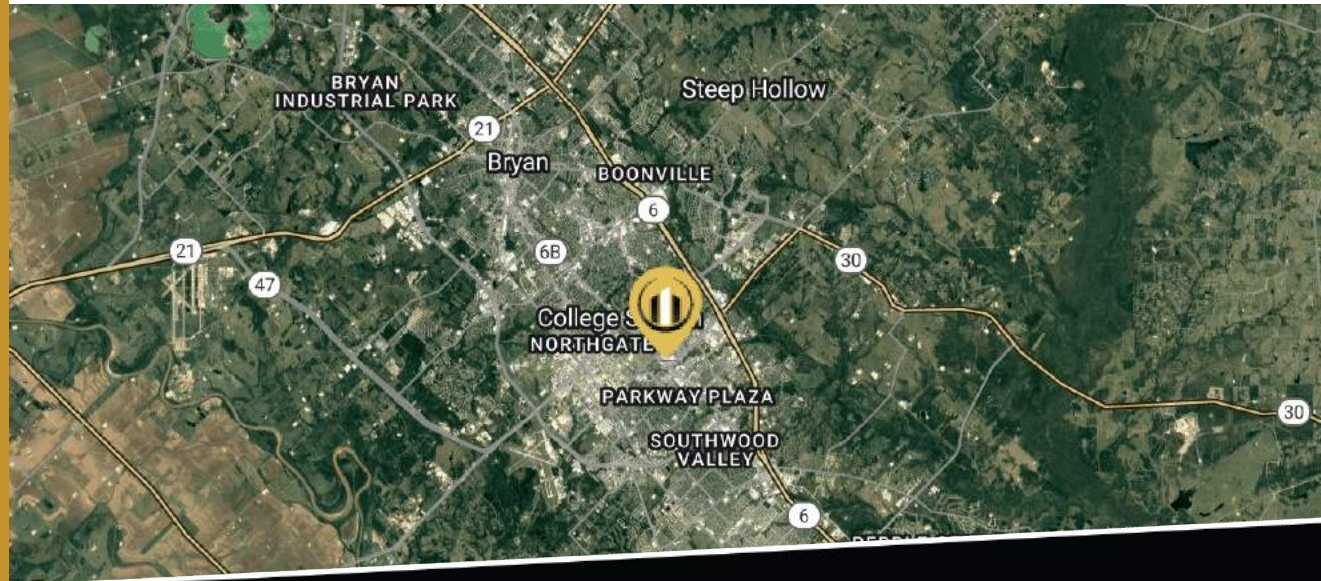 BRYAN
INDUSTRIAL PARK
Steep Hollow
21
Bryan
BOONVILLE
6
21
6B
30
47
College S
NORTHGATE
PARKWAY PLAZA
30
SOUTHWOOD
VALLEY
6